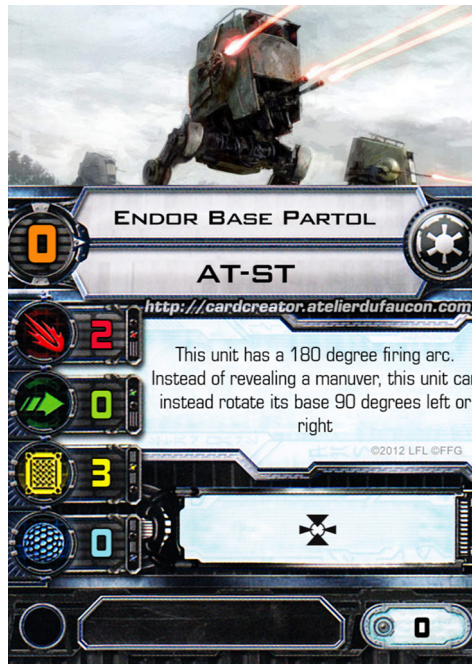 ENDOR BASE PARTOL
0
AT-ST
http://cardcreator.atelierdufaucon.com
2
This unit has a 180 degree firing arc.
Instead of revealing a manuver, this unit can
instead rotate its base 90 degrees left or
right
0
©2012 LFL ©FFG
3
0
0